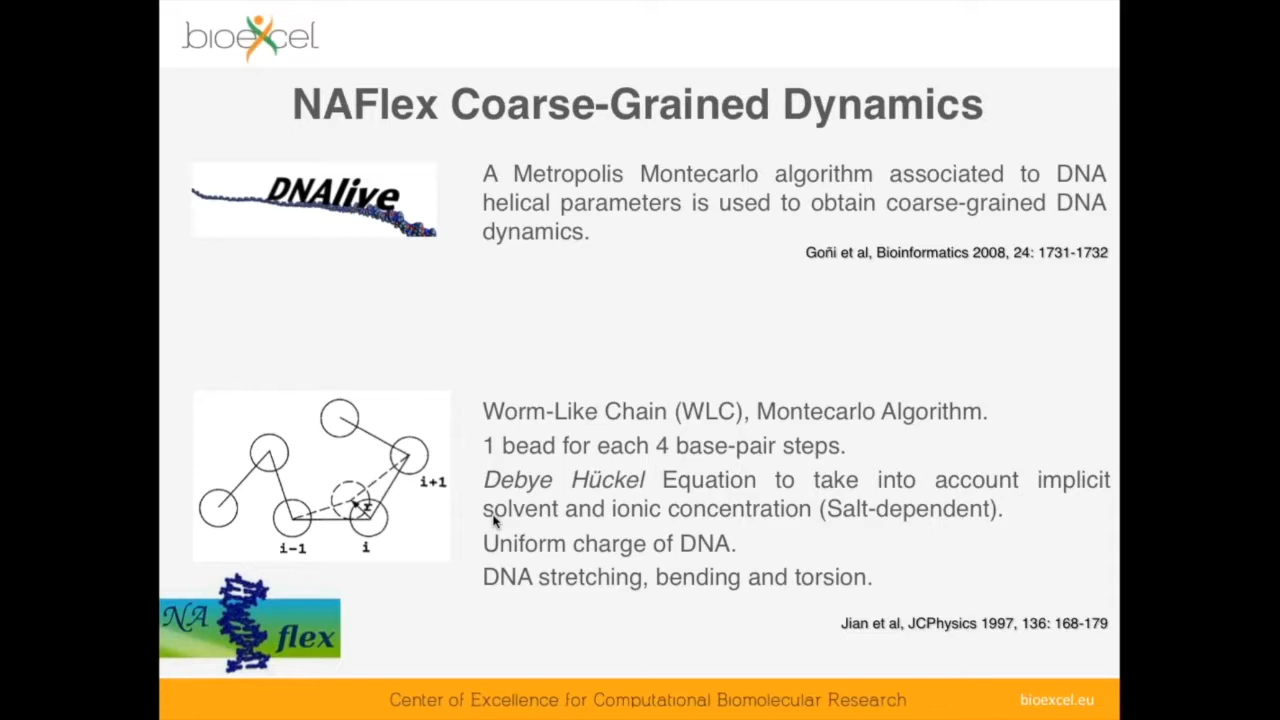 bioexcel
NAFlex Coarse-Grained Dynamics
DNAlive
A Metropolis Montecarlo algorithm associated to DNA
helical parameters is used to obtain coarse-grained DNA
dynamics.
Goñi et al, Bioinformatics 2008, 24: 1731-1732
Worm-Like Chain (WLC), Montecarlo Algorithm.
1 bead for each 4 base-pair steps.
Debye Hückel Equation to take into account implicit
solvent and ionic concentration (Salt-dependent).
Uniform charge of DNA.
DNA stretching, bending and torsion.
Jian et al, JCPhysics 1997, 136: 168-179
i+1
i-1
i
NA
flex
Center of Excellence for Computational Biomolecular Research
bioexcel.eu